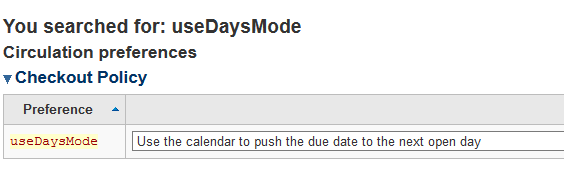 You searched for: useDaysMode
Circulation preferences
Checkout Policy
Preference
useDaysMode Use the calendar to push the due date to the next open day